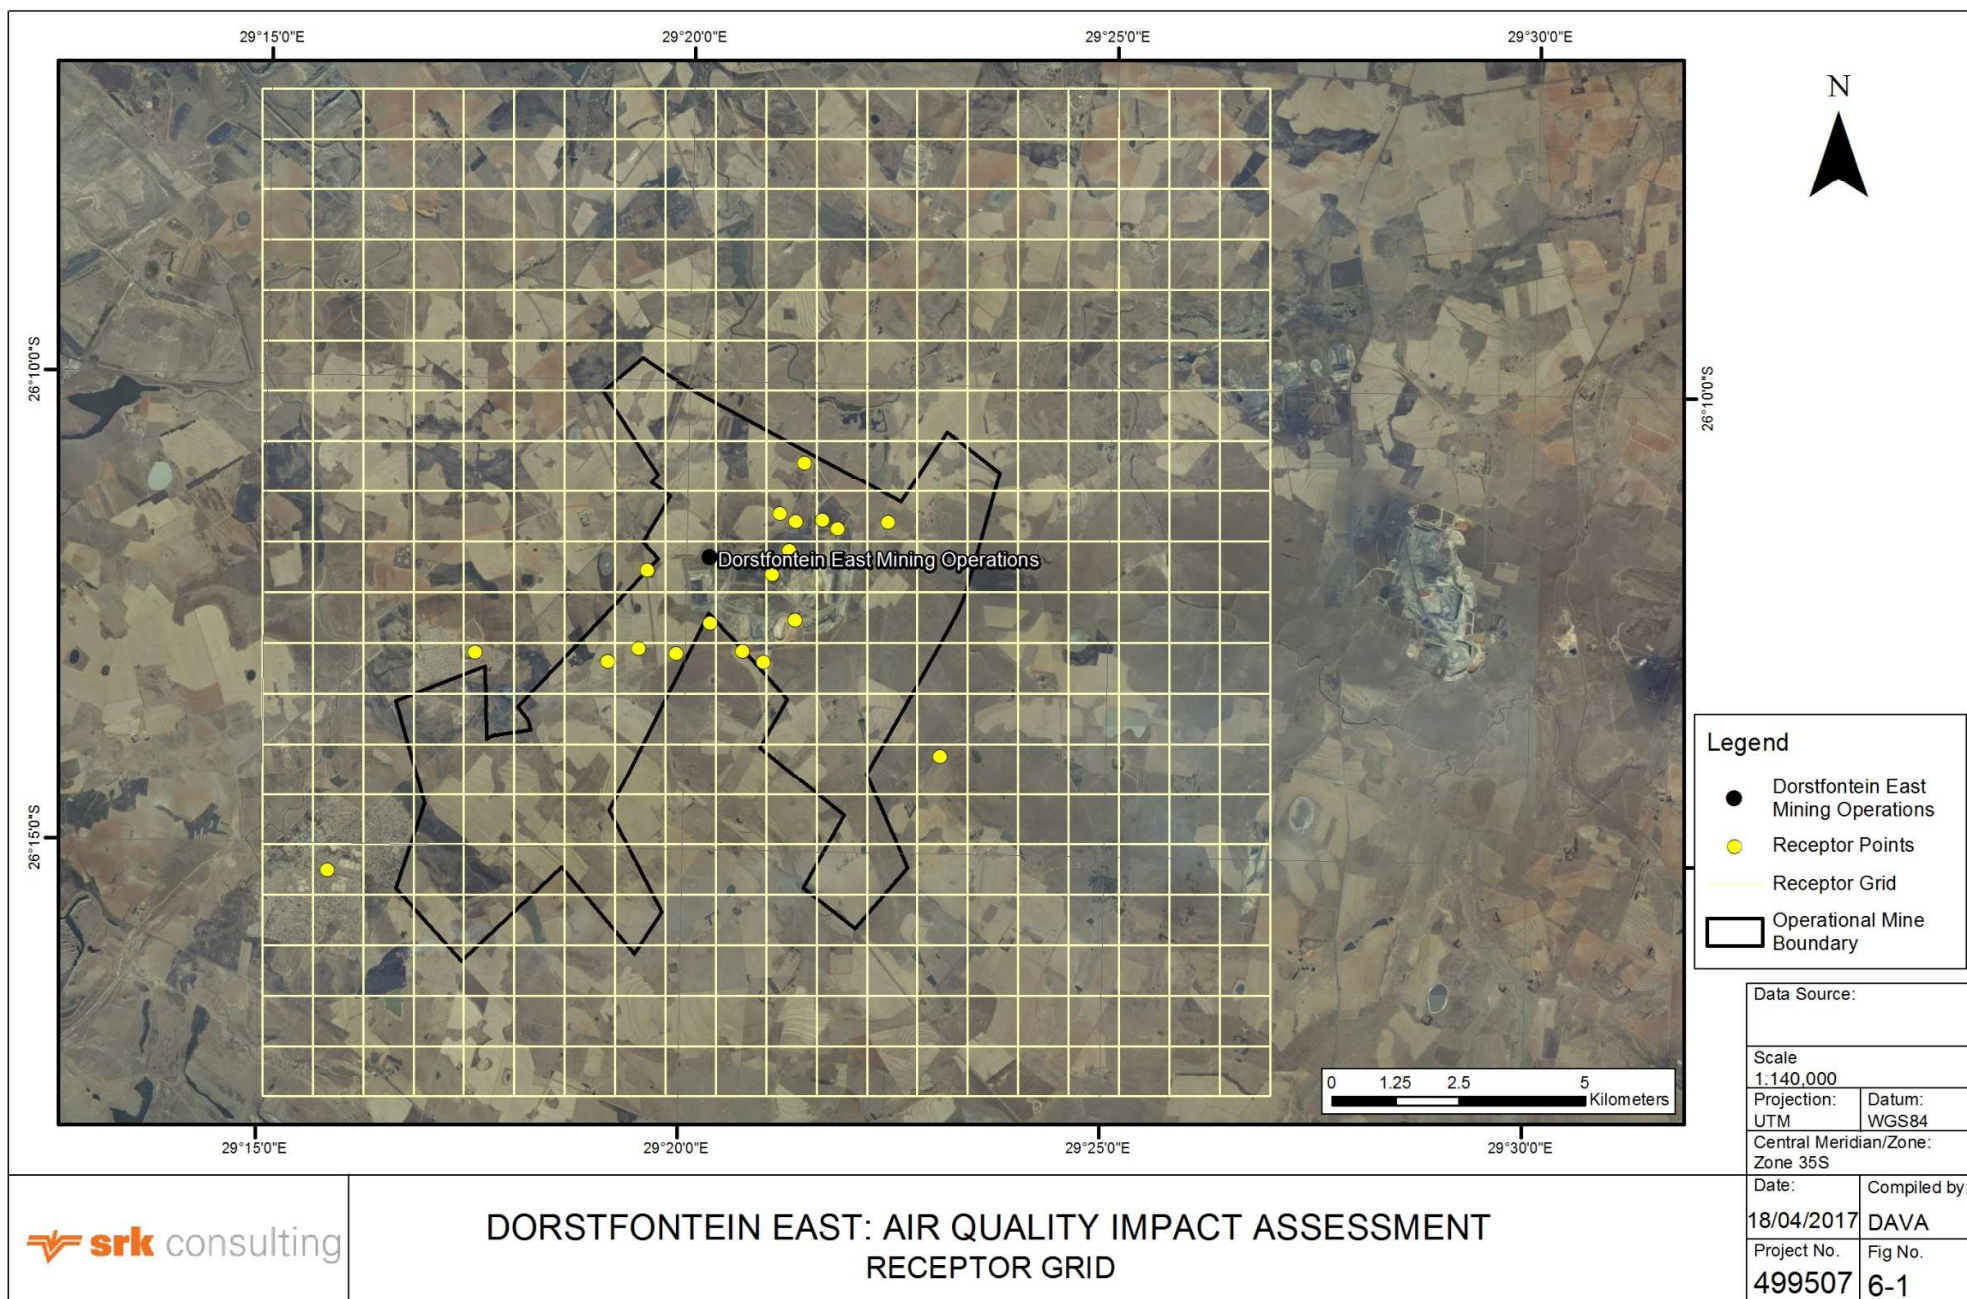 29°15'0"E
29°20'0"E
29°25'0"E
29°30'0"E
N
26°10'0"S
26°10'0"S
Dorstfontein East Mining Operations
Legend
Dorstfontein East
Mining Operations
Receptor Points
Receptor Grid
Operational Mine
Boundary
26°15'0"S
Data Source:
0 1.25 2.5 5
Kilometers
Scale
1:140,000
Projection:
UTM
Datum:
WGS84
29°15'0"E
29°20'0"E
29°25'0"E
29°30'0"E
Central Meridian/Zone:
Zone 35S
Date:
18/04/2017
Compiled by:
DAVA
srk consulting
DORSTFONTEIN EAST: AIR QUALITY IMPACT ASSESSMENT
RECEPTOR GRID
Project No.
499507
Fig No.
6-1